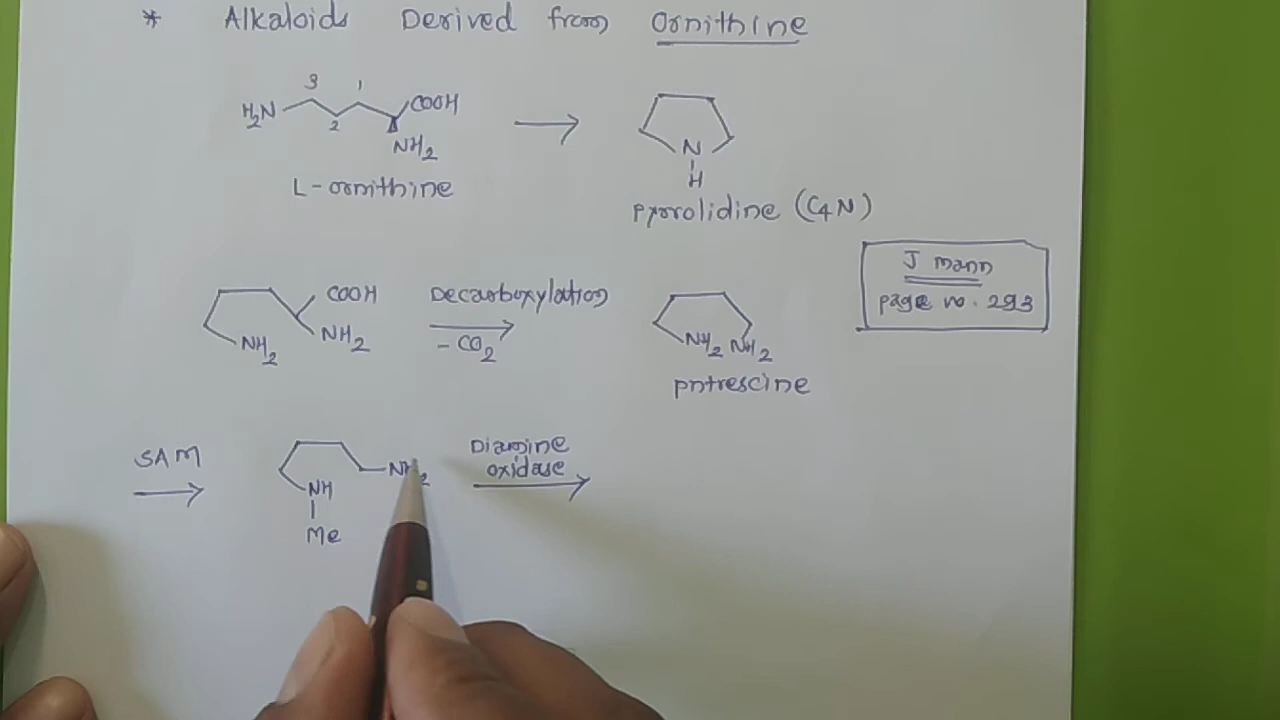 * Alkaloids Derived from Ornithine
H₂N 3 2 1 COOH NH₂
L-ornithine
N H
pyrrolidine (C₄N)
J mann
page no. 293
COOH NH₂ NH₂
Decarboxylation
- CO₂
NH₂ NH₂
putrescine
SAM
NH Me NH₂
Diamine
oxidase